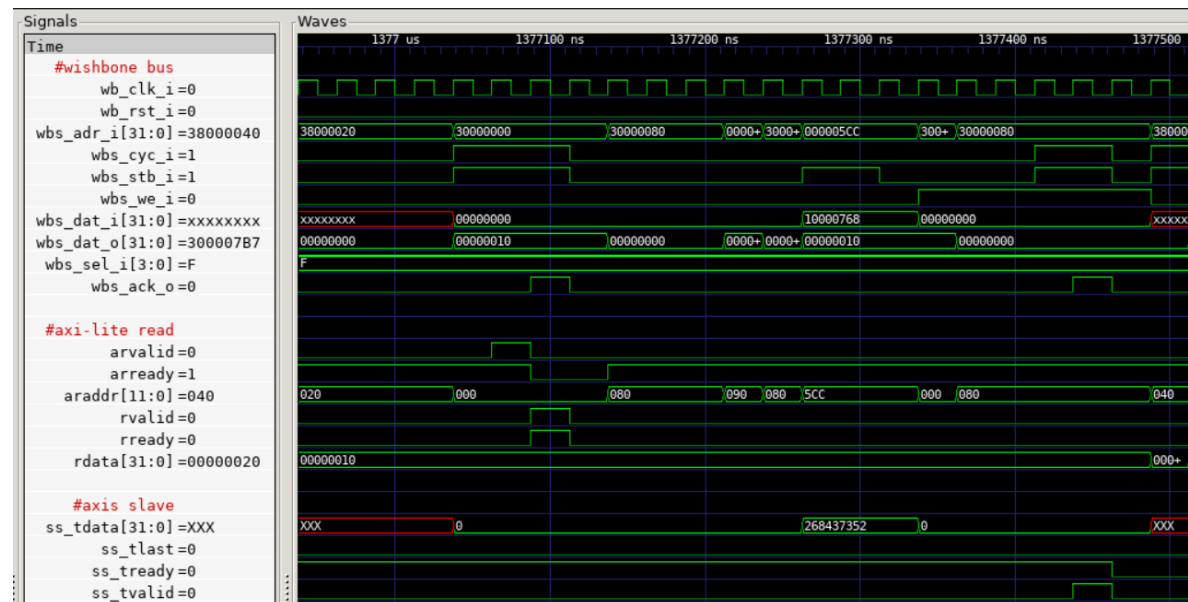 Signals Waves
Time 1377 us 1377100 ns 1377200 ns 1377300 ns 1377400 ns 1377500
#wishbone bus
wb_clk_i=0
wb_rst_i=0
wbs_adr_i[31:0]=38000040 38000020 30000000 30000080 0000+ 3000+ 000005CC 300+ 30000080 38000
wbs_cyc_i=1
wbs_stb_i=1
wbs_we_i=0
wbs_dat_i[31:0]=xxxxxxxx xxxxxxxx 00000000 10000768 00000000 xxxxx
wbs_dat_o[31:0]=300007B7 00000000 00000010 00000000 0000+ 0000+ 00000010 00000000
wbs_sel_i[3:0]=F F
wbs_ack_o=0
#axi-lite read
arvalid=0
arready=1
araddr[11:0]=040 020 000 080 090 080 5CC 000 080 040
rvalid=0
rready=0
rdata[31:0]=00000020 00000010 000+
#axis slave
ss_tdata[31:0]=XXX XXX 0 268437352 0 XXX
ss_tlast=0
ss_tready=0
ss_tvalid=0